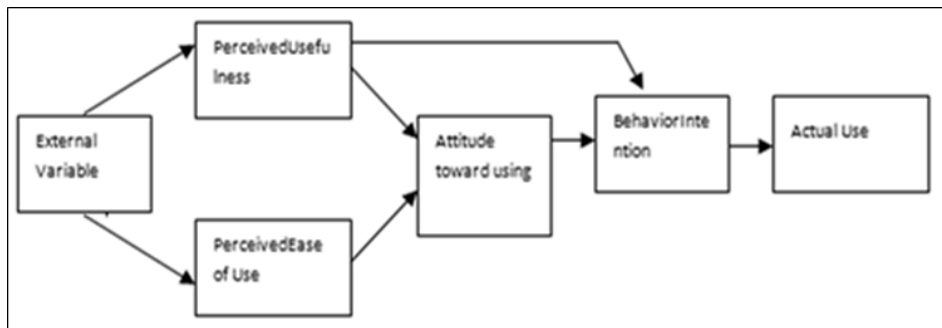 PerceivedUsefu
lness
External
Variable
Attitude
toward using
BehaviorInte
ntion
Actual Use
PerceivedEase
of Use